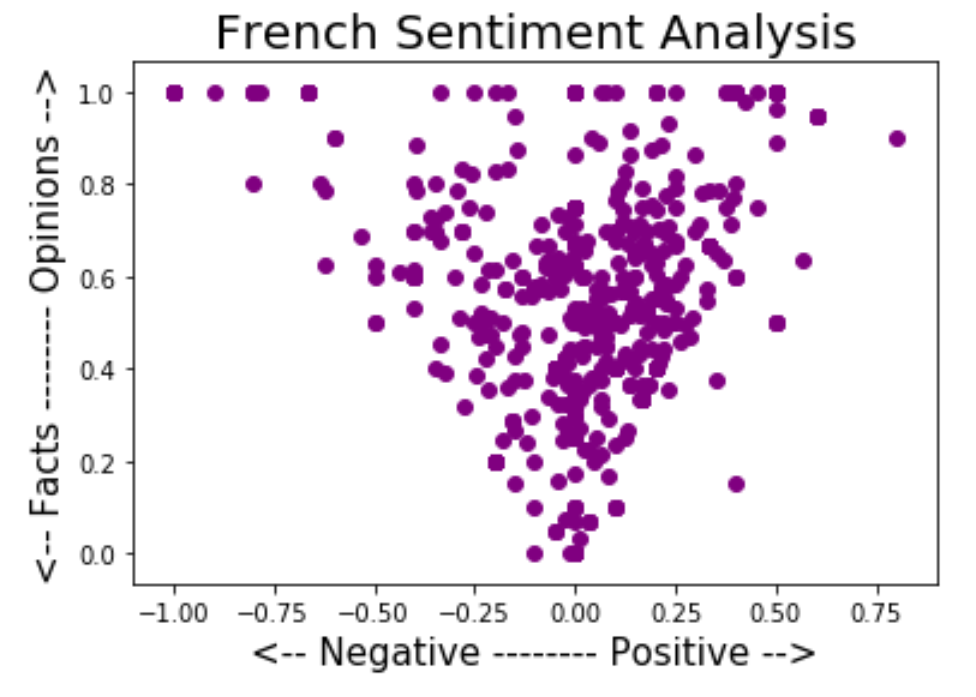 French Sentiment Analysis
<-- Facts ---------- Opinions -->
1.0
0.8
0.6
0.4
0.2
0.0
−1.00 −0.75 −0.50 −0.25 0.00 0.25 0.50 0.75
<-- Negative -------- Positive -->